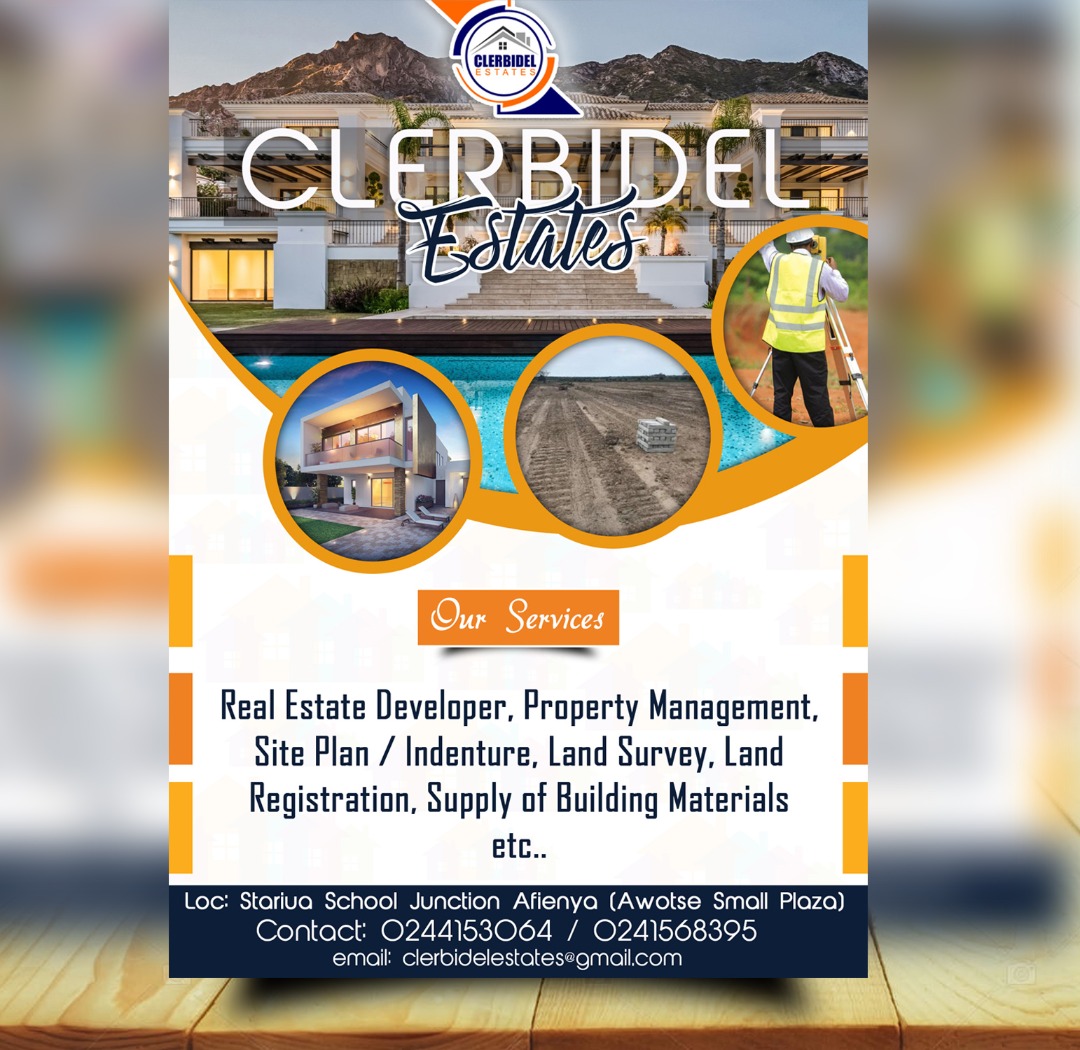 CLERBIDEL
ESTATES
CLERBIDEL
Estates
Our Services
Real Estate Developer, Property Management,
Site Plan / Indenture, Land Survey, Land
Registration, Supply of Building Materials
etc..
Loc: Stariua School Junction Afienya (Awotse Small Plaza)
Contact: 0244153064 / 0241568395
email: clerbidelestates@gmail.com